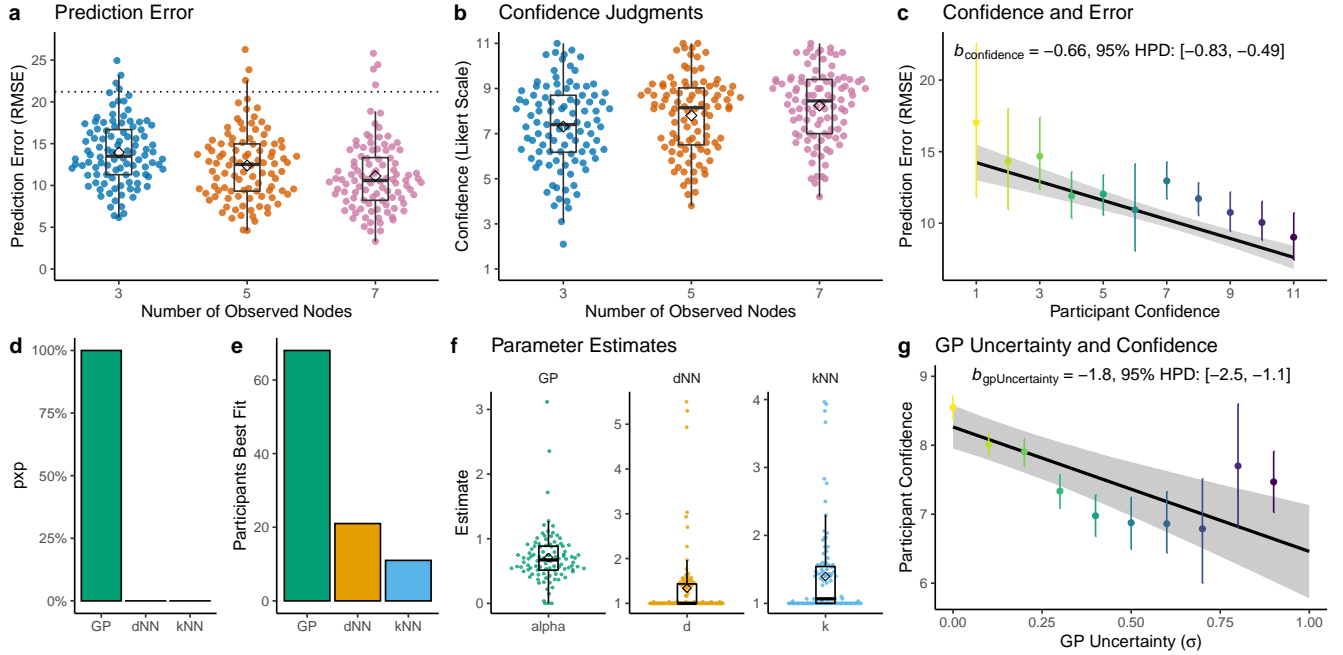 a Prediction Error
Prediction Error (RMSE)
25
20
15
10
5
0
3 5 7
Number of Observed Nodes
b Confidence Judgments
Confidence (Likert Scale)
11
9
7
5
3
1
3 5 7
Number of Observed Nodes
c Confidence and Error
b_confidence = −0.66, 95% HPD: [−0.83, −0.49]
Prediction Error (RMSE)
20
15
10
1 3 5 7 9 11
Participant Confidence
d
pxp
100%
75%
50%
25%
0%
GP dNN kNN
e
Participants Best Fit
60
40
20
0
GP dNN kNN
f Parameter Estimates
Estimate
GP
3
2
1
0
alpha
dNN
5
4
3
2
1
d
kNN
4
3
2
1
k
g GP Uncertainty and Confidence
b_gpUncertainty = −1.8, 95% HPD: [−2.5, −1.1]
Participant Confidence
9
8
7
6
0.00 0.25 0.50 0.75 1.00
GP Uncertainty (σ)